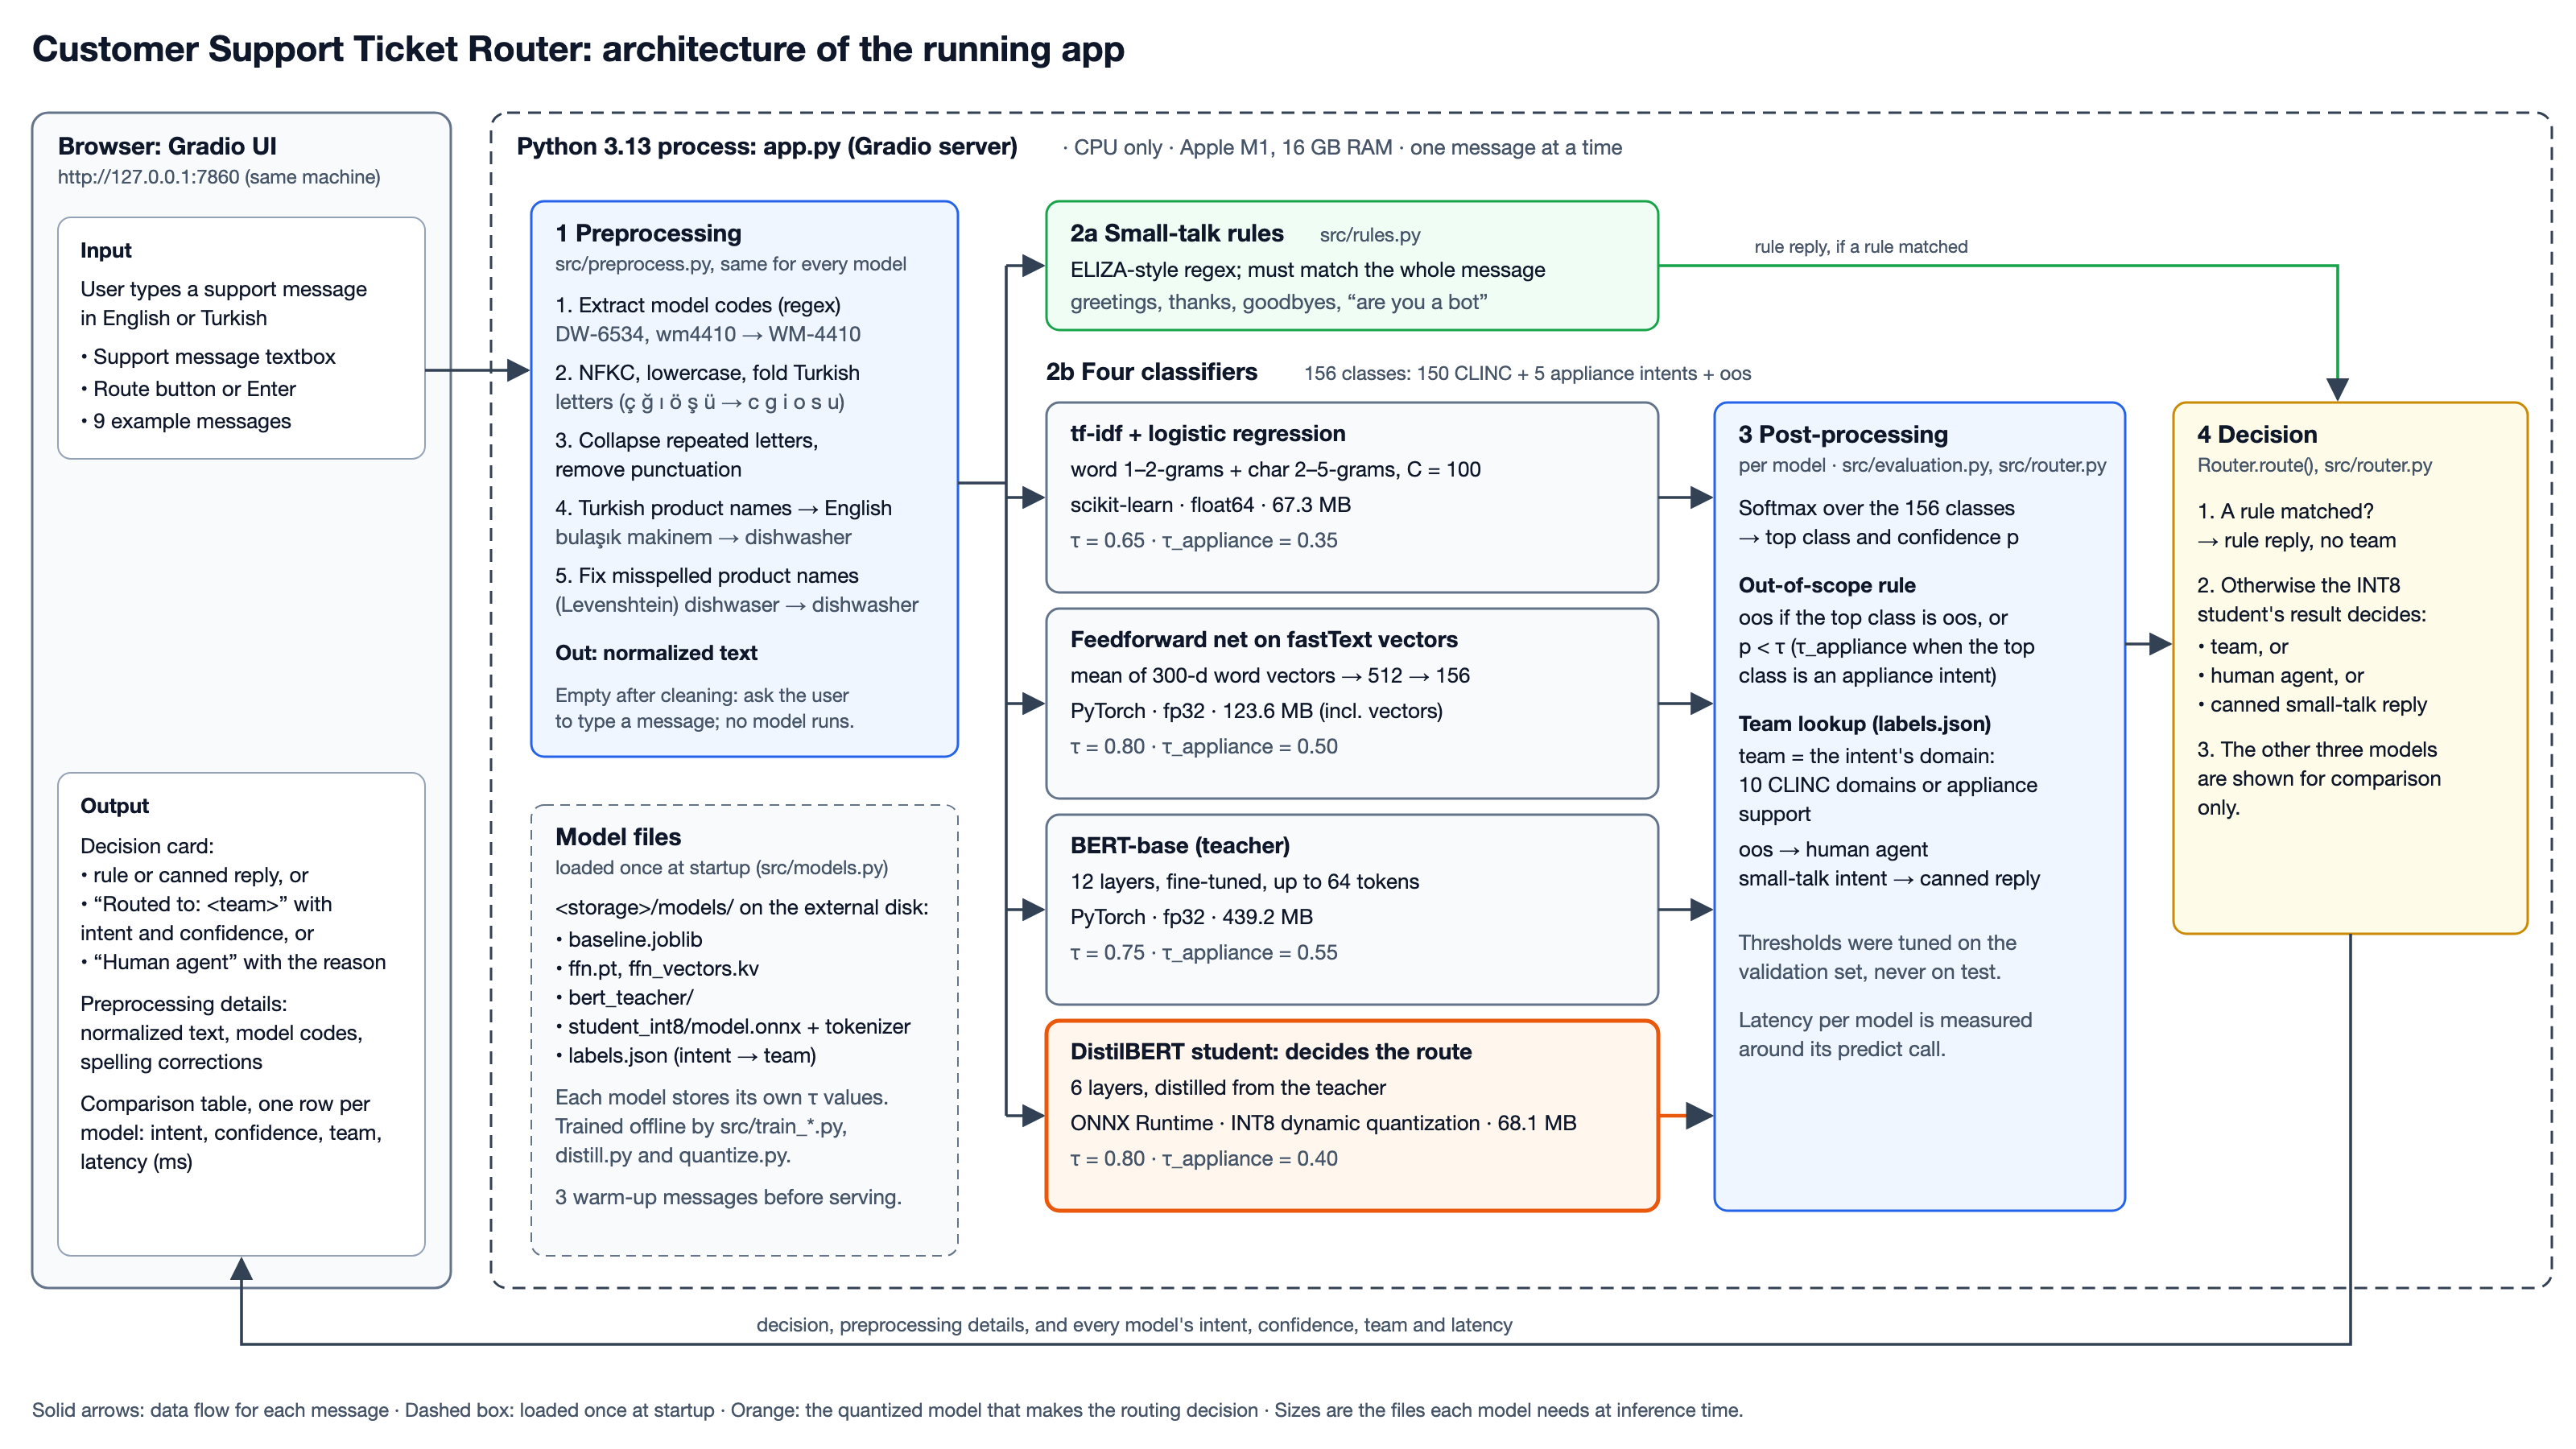 Customer Support Ticket Router: architecture of the running app
Browser: Gradio UI
http://127.0.0.1:7860 (same machine)
Input
User types a support message
in English or Turkish
• Support message textbox
• Route button or Enter
• 9 example messages
Output
Decision card:
• rule or canned reply, or
• “Routed to: <team>” with
intent and confidence, or
• “Human agent” with the reason
Preprocessing details:
normalized text, model codes,
spelling corrections
Comparison table, one row per
model: intent, confidence, team,
latency (ms)
Python 3.13 process: app.py (Gradio server) · CPU only · Apple M1, 16 GB RAM · one message at a time
1 Preprocessing
src/preprocess.py, same for every model
1. Extract model codes (regex)
DW-6534, wm4410 → WM-4410
2. NFKC, lowercase, fold Turkish
letters (ç ğ ı ö ş ü → c g i o s u)
3. Collapse repeated letters,
remove punctuation
4. Turkish product names → English
bulaşık makinem → dishwasher
5. Fix misspelled product names
(Levenshtein) dishwaser → dishwasher
Out: normalized text
Empty after cleaning: ask the user
to type a message; no model runs.
Model files
loaded once at startup (src/models.py)
<storage>/models/ on the external disk:
• baseline.joblib
• ffn.pt, ffn_vectors.kv
• bert_teacher/
• student_int8/model.onnx + tokenizer
• labels.json (intent → team)
Each model stores its own τ values.
Trained offline by src/train_*.py,
distill.py and quantize.py.
3 warm-up messages before serving.
2a Small-talk rules src/rules.py
ELIZA-style regex; must match the whole message
greetings, thanks, goodbyes, “are you a bot”
rule reply, if a rule matched
2b Four classifiers 156 classes: 150 CLINC + 5 appliance intents + oos
tf-idf + logistic regression
word 1–2-grams + char 2–5-grams, C = 100
scikit-learn · float64 · 67.3 MB
τ = 0.65 · τ_appliance = 0.35
Feedforward net on fastText vectors
mean of 300-d word vectors → 512 → 156
PyTorch · fp32 · 123.6 MB (incl. vectors)
τ = 0.80 · τ_appliance = 0.50
BERT-base (teacher)
12 layers, fine-tuned, up to 64 tokens
PyTorch · fp32 · 439.2 MB
τ = 0.75 · τ_appliance = 0.55
DistilBERT student: decides the route
6 layers, distilled from the teacher
ONNX Runtime · INT8 dynamic quantization · 68.1 MB
τ = 0.80 · τ_appliance = 0.40
3 Post-processing
per model · src/evaluation.py, src/router.py
Softmax over the 156 classes
→ top class and confidence p
Out-of-scope rule
oos if the top class is oos, or
p < τ (τ_appliance when the top
class is an appliance intent)
Team lookup (labels.json)
team = the intent's domain:
10 CLINC domains or appliance
support
oos → human agent
small-talk intent → canned reply
Thresholds were tuned on the
validation set, never on test.
Latency per model is measured
around its predict call.
4 Decision
Router.route(), src/router.py
1. A rule matched?
→ rule reply, no team
2. Otherwise the INT8
student's result decides:
• team, or
• human agent, or
• canned small-talk reply
3. The other three models
are shown for comparison
only.
decision, preprocessing details, and every model's intent, confidence, team and latency
Solid arrows: data flow for each message · Dashed box: loaded once at startup · Orange: the quantized model that makes the routing decision · Sizes are the files each model needs at inference time.